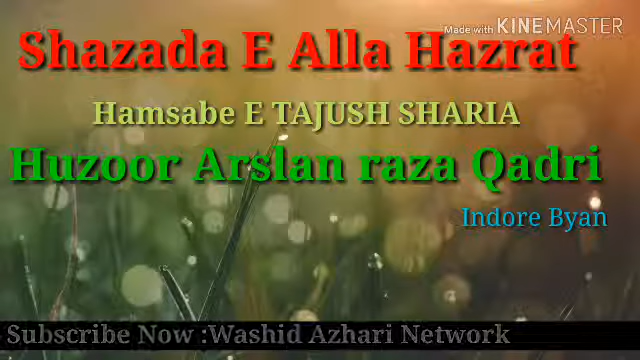 Made with KINEMASTER
Shazada E Alla Hazrat
Hamsabe E TAJUSH SHARIA
Huzoor Arslan raza Qadri
Indore Byan
Subscribe Now :Washid Azhari Network